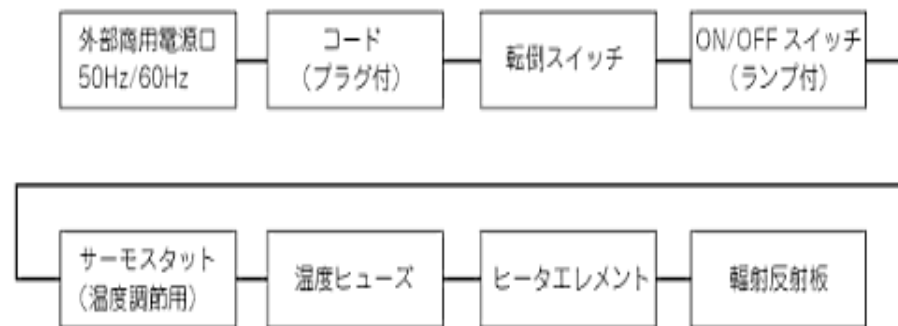 外部商用電源口
50Hz/60Hz
コード
（プラグ付）
転倒スイッチ
ON/OFF スイッチ
（ランプ付）
サーモスタット
（温度調節用）
温度ヒューズ
ヒータエレメント
輻射反射板